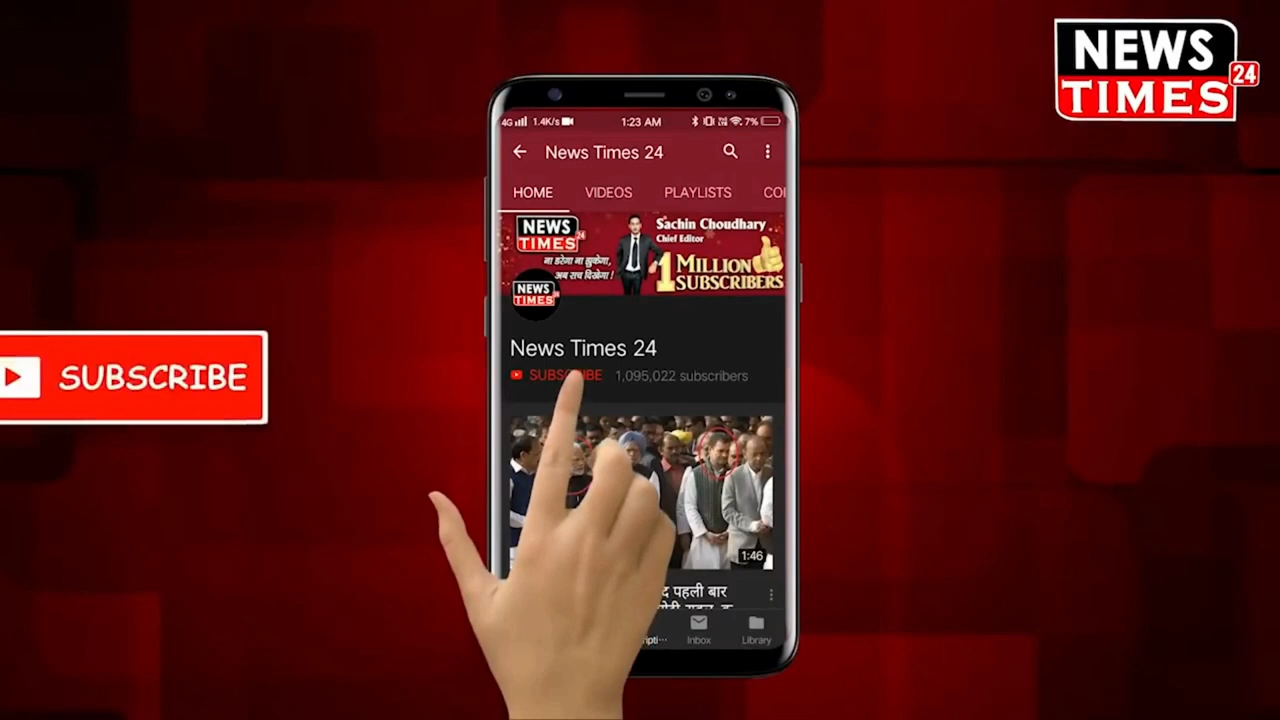 NEWS
TIMES 24
4G 1.4K/s 1:23 AM 7%
News Times 24
HOME VIDEOS PLAYLISTS
NEWS
TIMES 24
Sachin Choudhary
Chief Editor
ना डरेगा ना झुकेगा,
अब सच दिखेगा !
1 MILLION
SUBSCRIBERS
NEWS
TIMES
News Times 24
SUBSCRIBE 1,095,022 subscribers
SUBSCRIBE
1:46
पहली बार
Inbox Library